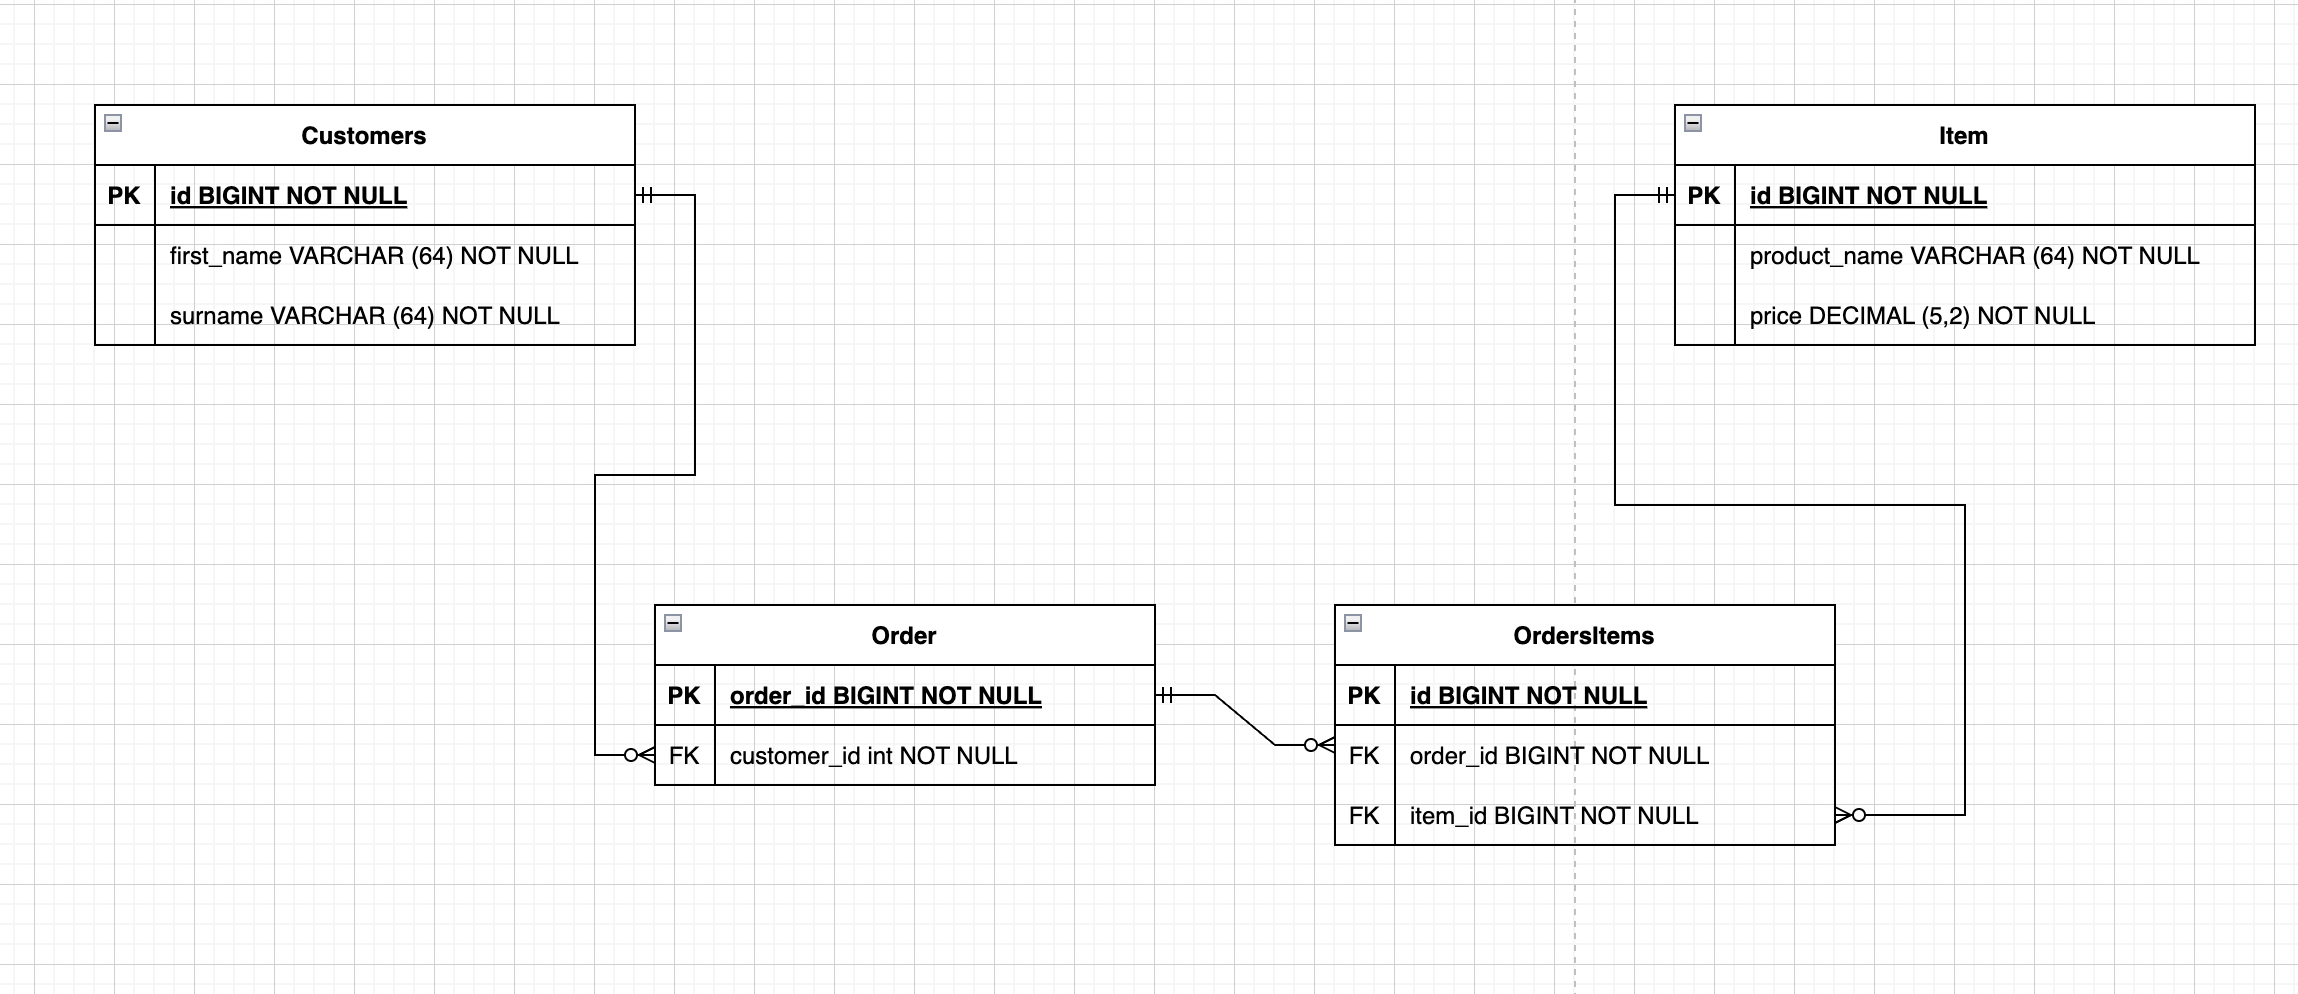 Customers
PK id BIGINT NOT NULL
first_name VARCHAR (64) NOT NULL
surname VARCHAR (64) NOT NULL
Item
PK id BIGINT NOT NULL
product_name VARCHAR (64) NOT NULL
price DECIMAL (5,2) NOT NULL
Order
PK order_id BIGINT NOT NULL
FK customer_id int NOT NULL
OrdersItems
PK id BIGINT NOT NULL
FK order_id BIGINT NOT NULL
FK item_id BIGINT NOT NULL